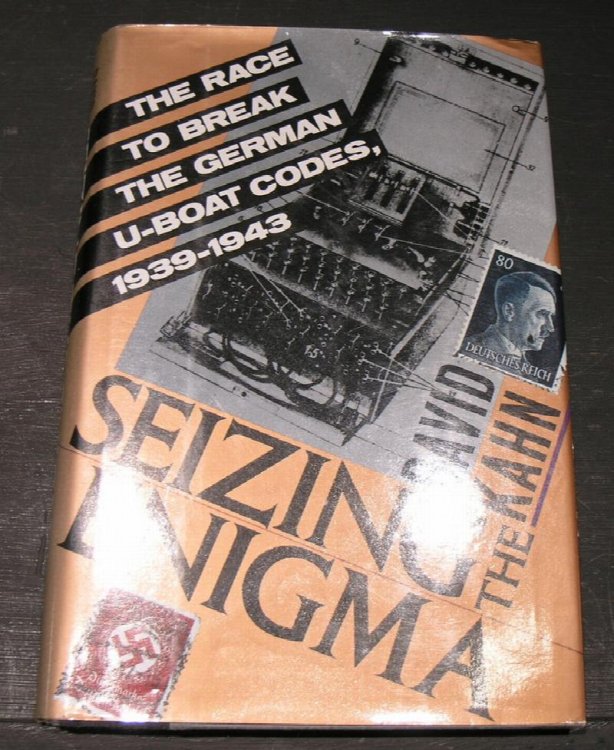 THE RACE
TO BREAK
THE GERMAN
U-BOAT CODES,
1939-1943
80
DEUTSCHES REICH
DAVID
KAHN
SEIZING
THE
ENIGMA